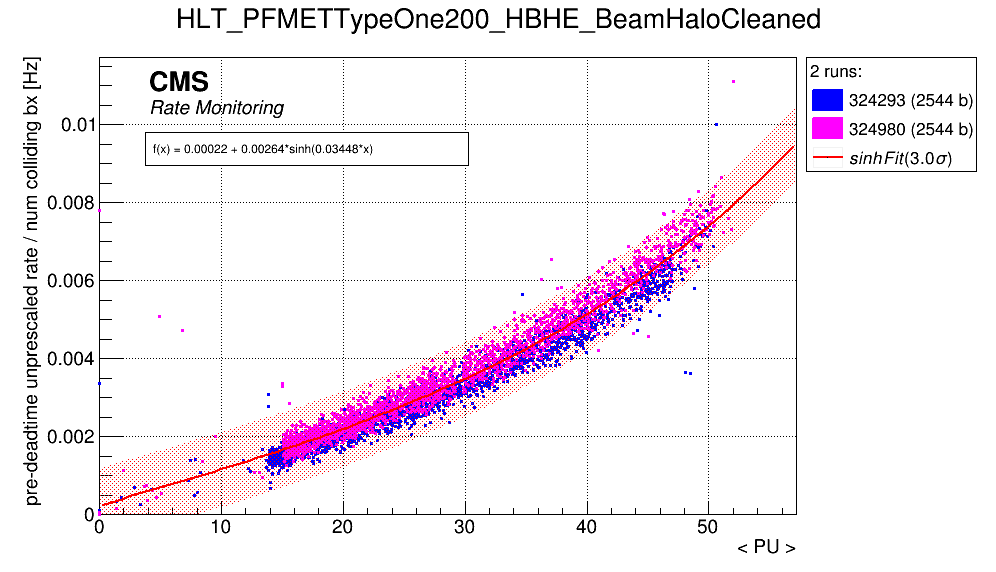 HLT_PFMETTypeOne200_HBHE_BeamHaloCleaned
pre-deadtime unprescaled rate / num colliding bx [Hz]
CMS
Rate Monitoring
f(x) = 0.00022 + 0.00264*sinh(0.03448*x)
0.01
0.008
0.006
0.004
0.002
0
0 10 20 30 40 50
< PU >
2 runs:
324293 (2544 b)
324980 (2544 b)
sinhFit(3.0σ)